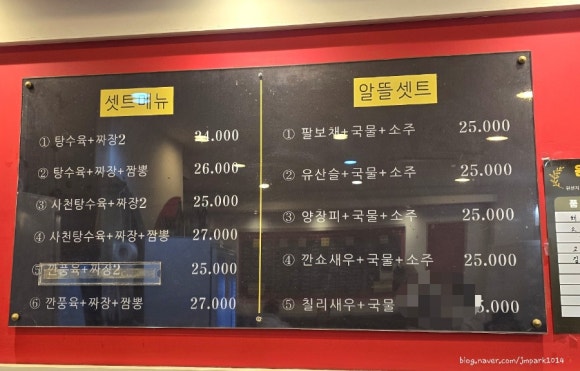 셋트메뉴
① 탕수육+짜장2 24.000
② 탕수육+짜장+짬뽕 26.000
③ 사천탕수육+짜장2 25.000
④ 사천탕수육+짜장+짬뽕 27.000
⑤ 깐풍육+짜장2 25.000
⑥ 깐풍육+짜장+짬뽕 27.000
알뜰셋트
① 팔보채+국물+소주 25.000
② 유산슬+국물+소주 25.000
③ 양장피+국물+소주 25.000
④ 깐쇼새우+국물+소주 25.000
⑤ 칠리새우+국물 5.000
blog.naver.com/jmpark1014